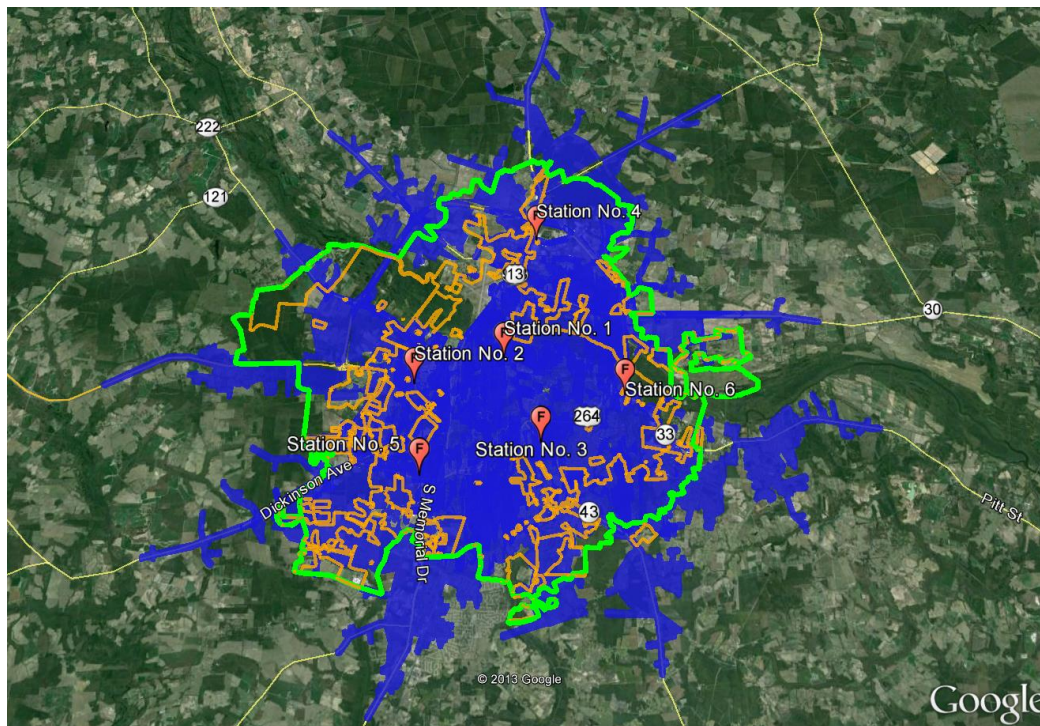 222
121
Station No. 4
13
30
Station No. 1
Station No. 2
F
Station No. 6
F
264
33
Station No. 5
F
Station No. 3
Dickinson Ave
S Memorial Dr
43
Pitt St
© 2013 Google
Google